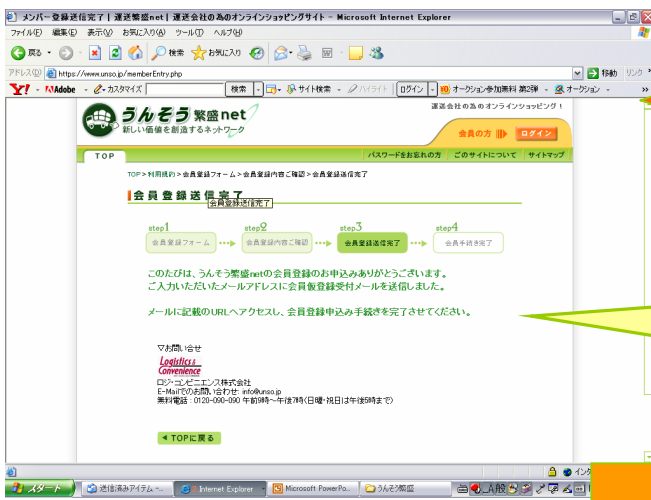 メンバー登録送信完了 | 運送繁盛net | 運送会社の為のオンラインショッピングサイト - Microsoft Internet Explorer
ファイル(F) 編集(E) 表示(V) お気に入り(A) ツール(T) ヘルプ(H)
戻る 検索 お気に入り
アドレス(D) https://www.unso.jp/memberEntry.php 移動 リンク
Y! Adobe カスタマイズ 検索 サイト検索 ハイライト ログイン オークション参加無料 第2弾 オークション
うんそう 繁盛net
新しい価値を創造するネットワーク
運送会社の為のオンラインショッピング!
会員の方 ログイン
TOP
パスワードをお忘れの方 このサイトについて サイトマップ
TOP>利用規約>会員登録フォーム>会員登録内容ご確認>会員登録送信完了
会員登録送信完了
会員登録送信完了
step1 step2 step3 step4
会員登録フォーム 会員登録内容ご確認 会員登録送信完了 会員手続き完了
このたびは、うんそう繁盛netの会員登録のお申込みありがとうございます。
ご入力いただいたメールアドレスに会員仮登録受付メールを送信しました。
メールに記載のURLへアクセスし、会員登録申込み手続きを完了させてください。
▽お問い合せ
Logistics &
Convenience
ロジ・コンビニエンス株式会社
E-Mailでのお問い合わせ: info@unso.jp
無料電話 : 0120-090-090 午前9時~午後7時(日曜・祝日は午後5時まで)
TOPに戻る
スタート 送信済みアイテム -... Internet Explorer Microsoft PowerPo... うんそう繁盛
A般